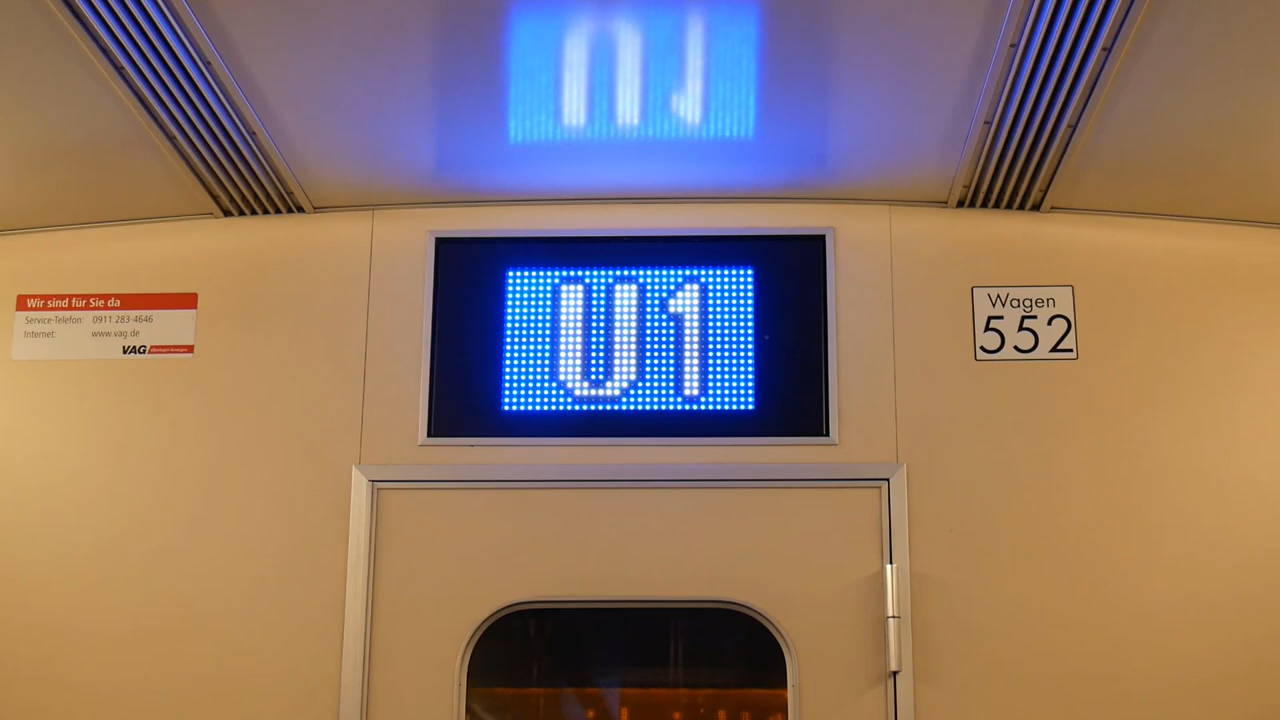 Wir sind für Sie da
Service-Telefon: 0911 283-4646
Internet: www.vag.de
VAG
U1
Wagen
552